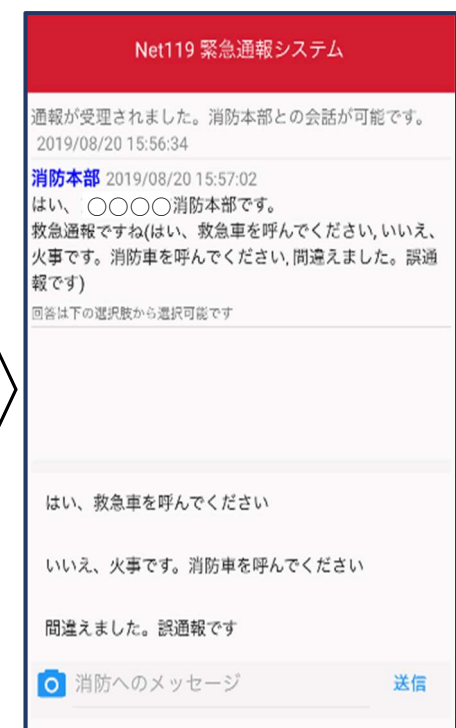 Net119 緊急通報システム
通報が受理されました。消防本部との会話が可能です。
2019/08/20 15:56:34
消防本部 2019/08/20 15:57:02
はい、 〇〇〇〇消防本部です。
救急通報ですね(はい、救急車を呼んでください, いいえ、
火事です。消防車を呼んでください, 間違えました。誤通
報です)
回答は下の選択肢から選択可能です
はい、救急車を呼んでください
いいえ、火事です。消防車を呼んでください
間違えました。誤通報です
消防へのメッセージ 送信